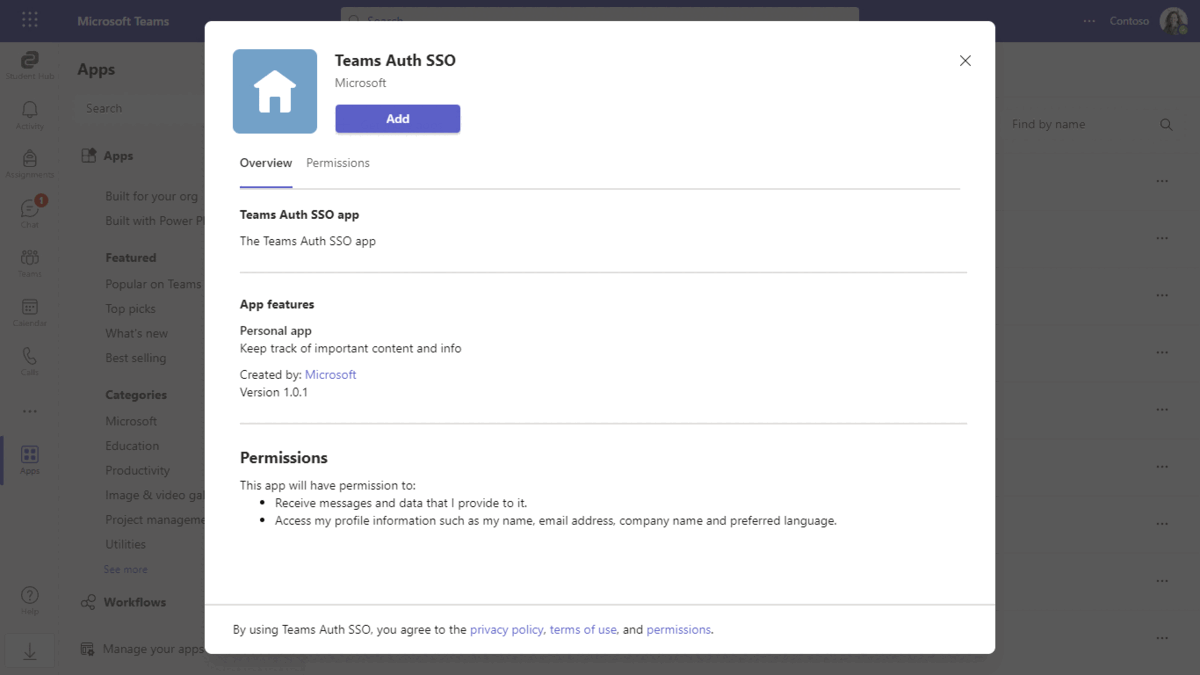 Microsoft Teams
Search
Contoso
Student Hub
Activity
Assignments
1
Chat
Teams
Calendar
Calls
Apps
Help
Apps
Search
Apps
Built for your org
Built with Power
Featured
Popular on Teams
Top picks
What's new
Best selling
Categories
Microsoft
Education
Productivity
Image & video
Project
Utilities
See more
Workflows
Manage your apps
Teams Auth SSO
Microsoft
Add
Overview
Permissions
Teams Auth SSO app
The Teams Auth SSO app
App features
Personal app
Keep track of important content and info
Created by: Microsoft
Version 1.0.1
Permissions
This app will have permission to:
Receive messages and data that I provide to it.
Access my profile information such as my name, email address, company name and preferred language.
By using Teams Auth SSO, you agree to the privacy policy, terms of use, and permissions.
Find by name